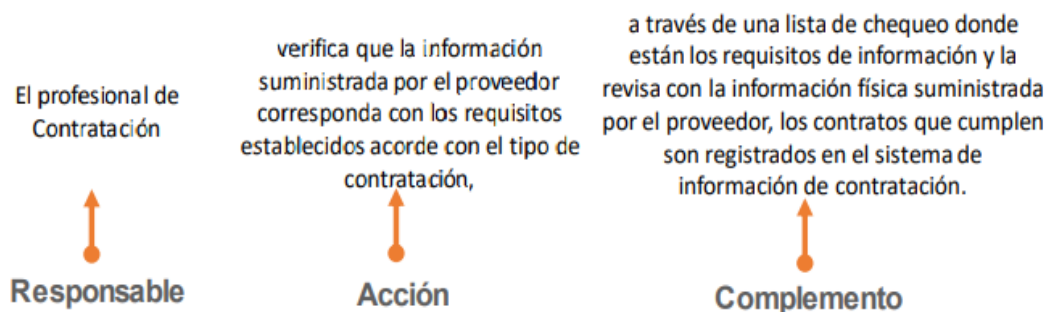 El profesional de
Contratación
verifica que la información
suministrada por el proveedor
corresponda con los requisitos
establecidos acorde con el tipo de
contratación,
a través de una lista de chequeo donde
están los requisitos de información y la
revisa con la información física suministrada
por el proveedor, los contratos que cumplen
son registrados en el sistema de
información de contratación.
Responsable
Acción
Complemento